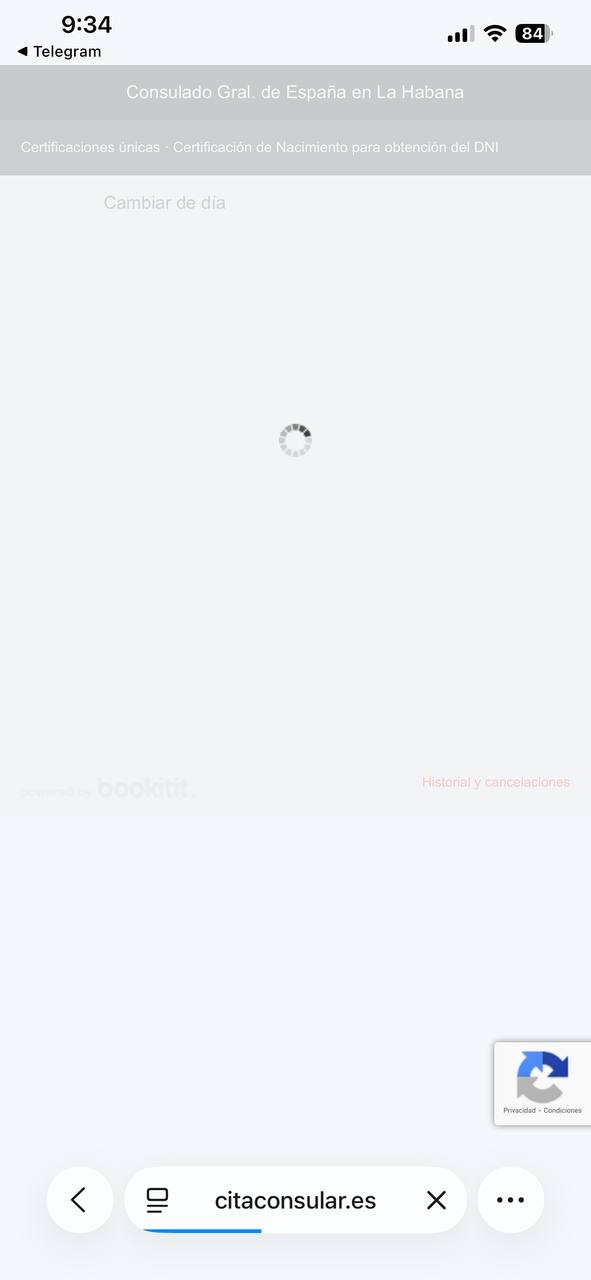 9:34
84
◀ Telegram
Consulado Gral. de España en La Habana
Certificaciones únicas · Certificación de Nacimiento para obtención del DNI
Cambiar de día
powered by bookitit
Historial y cancelaciones
Privacidad - Condiciones
citaconsular.es